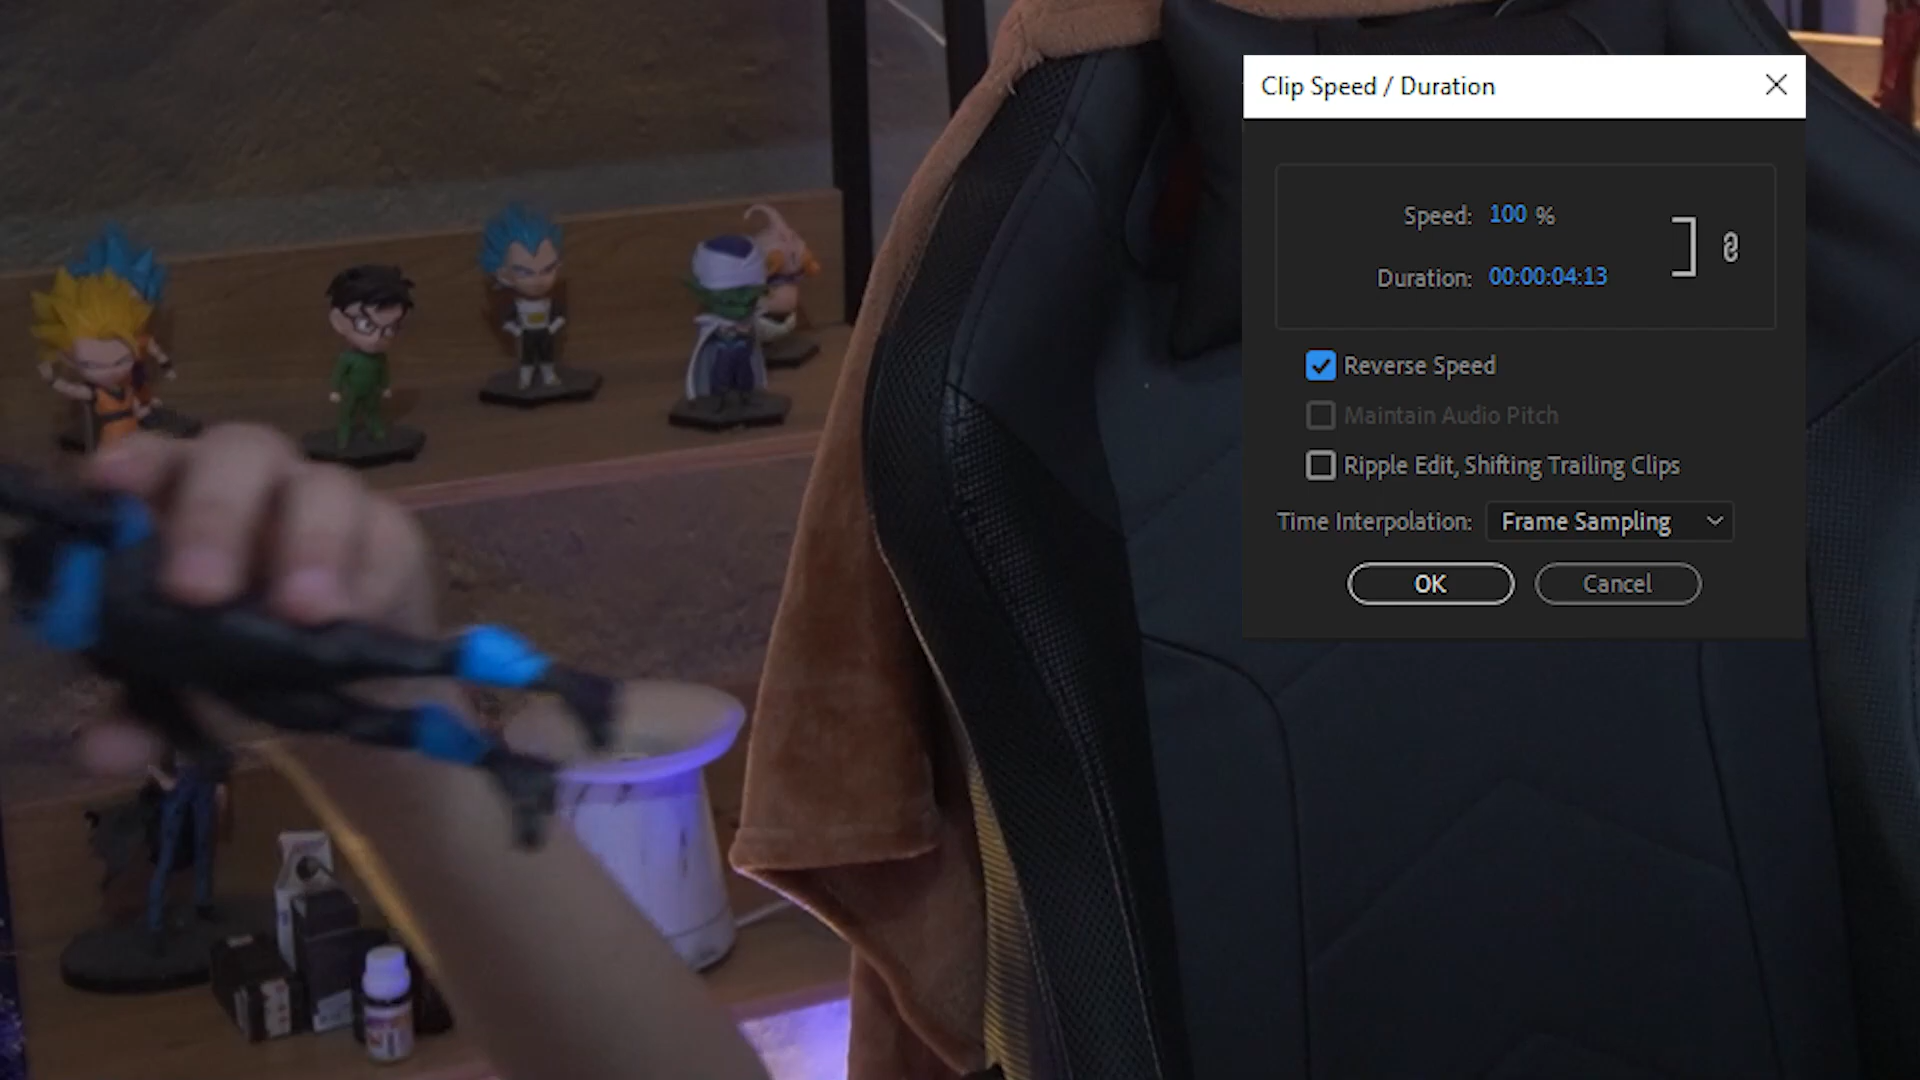 Clip Speed / Duration
Speed: 100 %
Duration: 00:00:04:13
Reverse Speed
Maintain Audio Pitch
Ripple Edit, Shifting Trailing Clips
Time Interpolation: Frame Sampling
OK Cancel